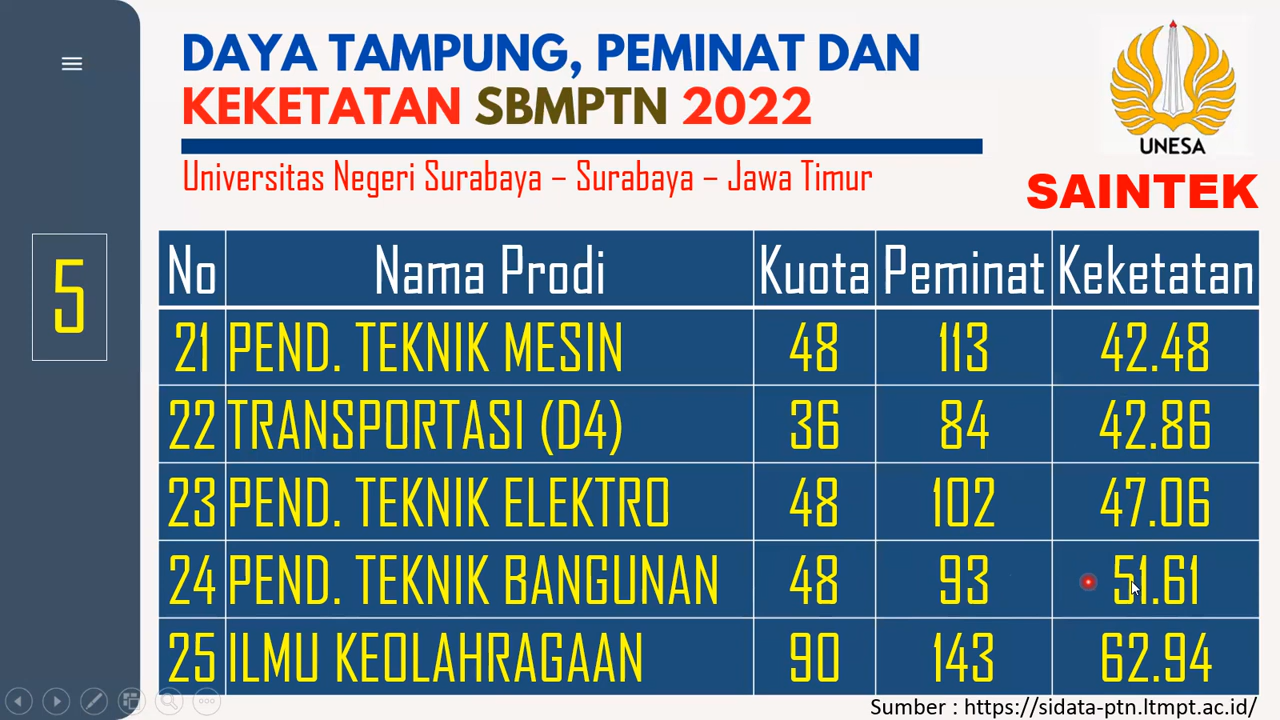 DAYA TAMPUNG, PEMINAT DAN
KEKETATAN SBMPTN 2022
UNESA
Universitas Negeri Surabaya – Surabaya – Jawa Timur
SAINTEK
5
No Nama Prodi Kuota Peminat Keketatan
21 PEND. TEKNIK MESIN 48 113 42.48
22 TRANSPORTASI (D4) 36 84 42.86
23 PEND. TEKNIK ELEKTRO 48 102 47.06
24 PEND. TEKNIK BANGUNAN 48 93 51.61
25 ILMU KEOLAHRAGAAN 90 143 62.94
Sumber : https://sidata-ptn.ltmpt.ac.id/